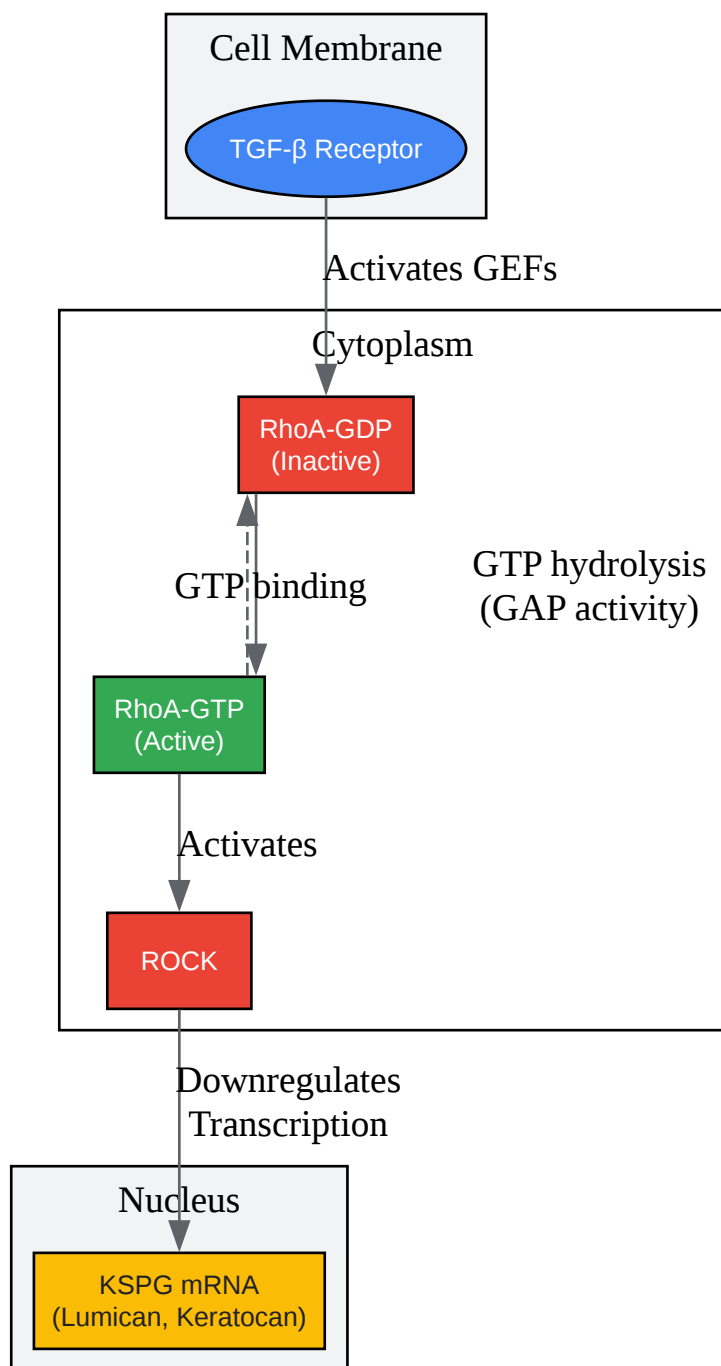 Cell Membrane
TGF-β Receptor
Activates GEFs
Cytoplasm
RhoA-GDP
(Inactive)
GTP binding
GTP hydrolysis
(GAP activity)
RhoA-GTP
(Active)
Activates
ROCK
Downregulates
Transcription
Nucleus
KSPG mRNA
(Lumican, Keratocan)